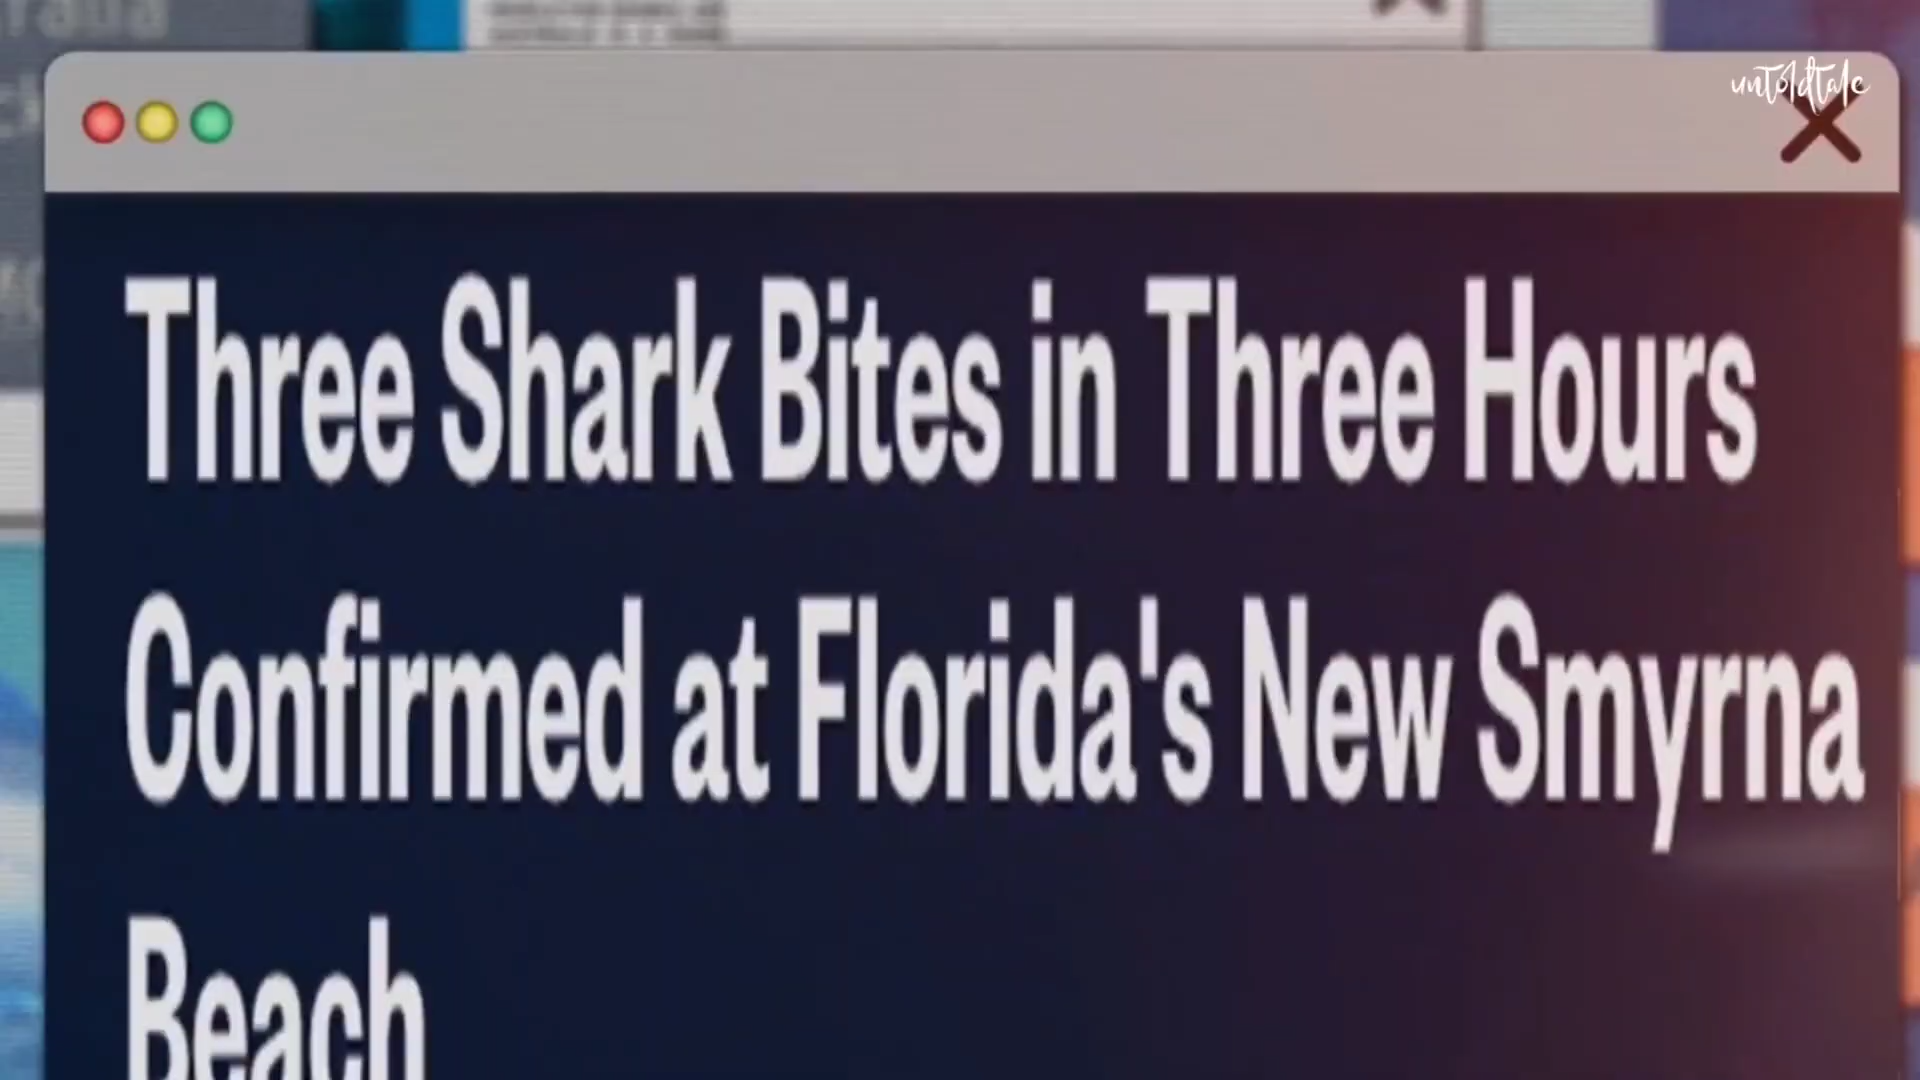 untoldtale
Three Shark Bites in Three Hours
Confirmed at Florida's New Smyrna
Beach